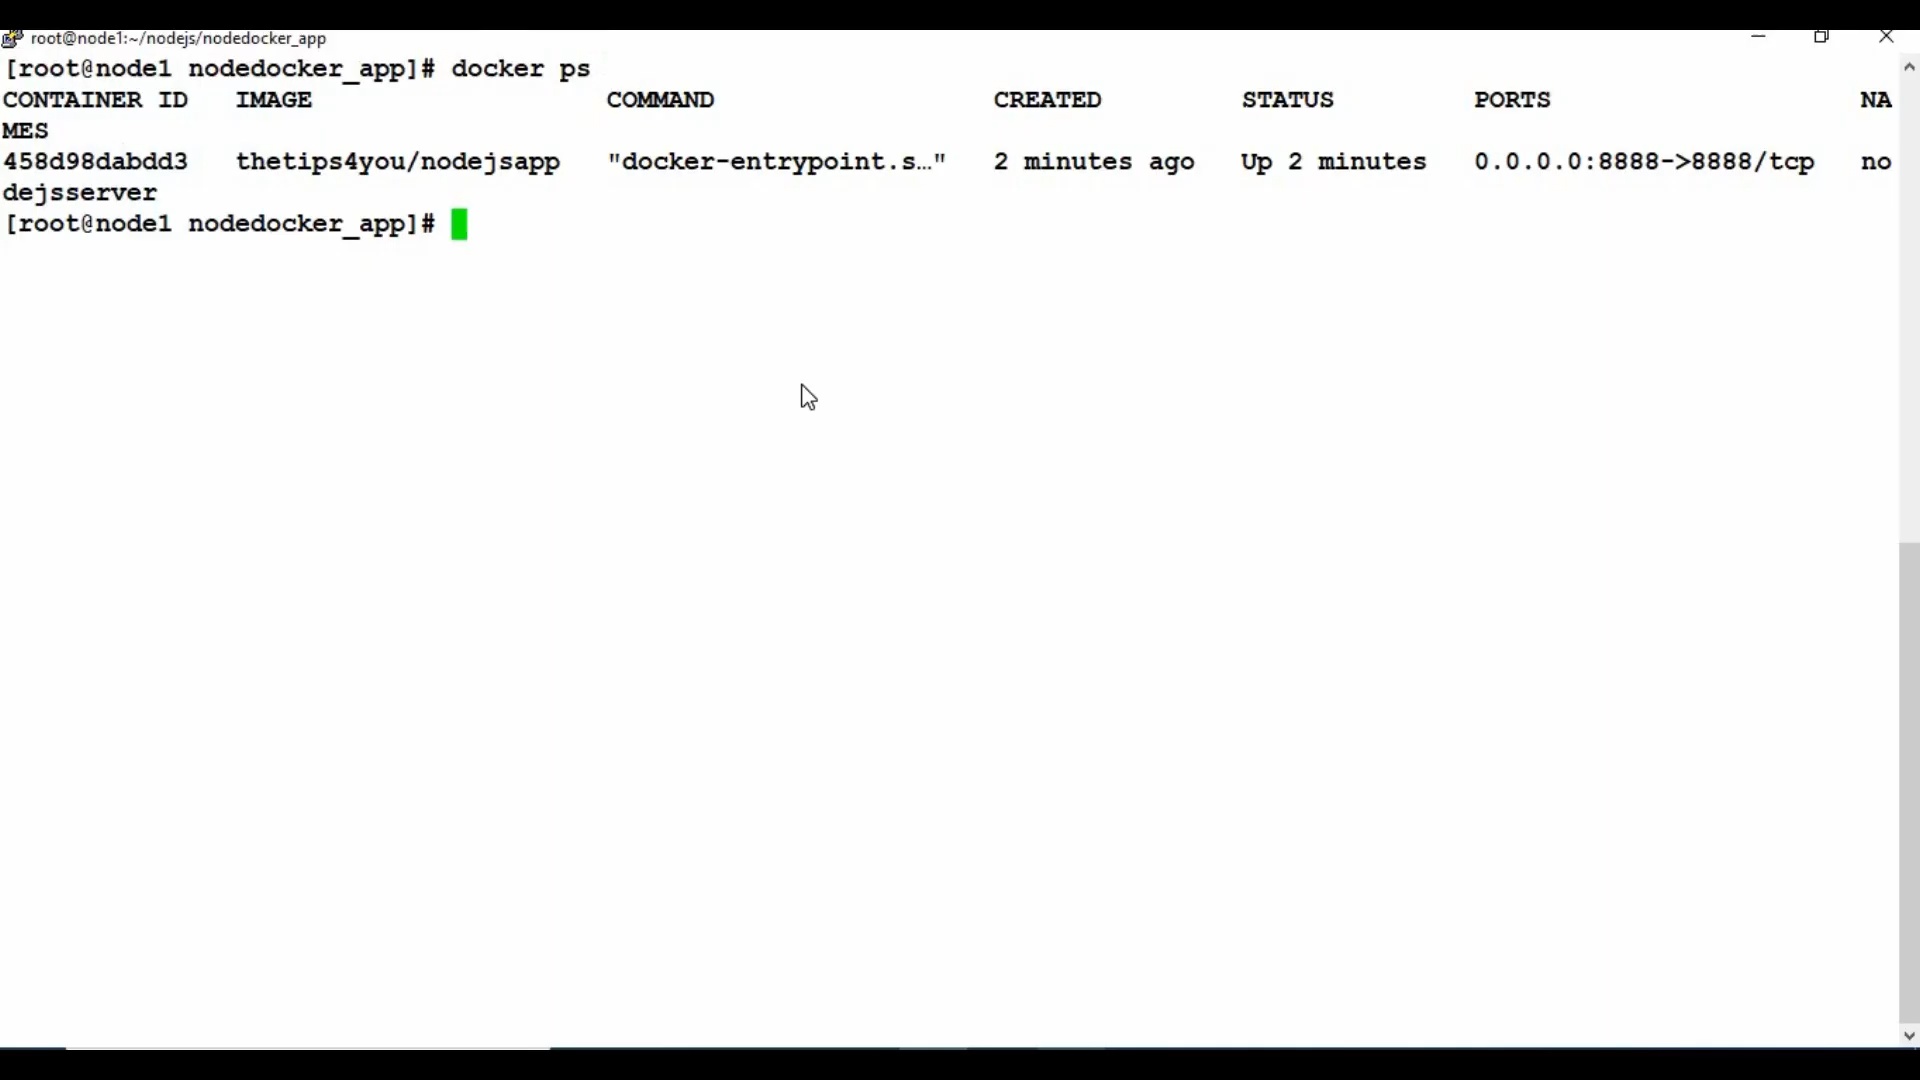 root@node1:~/nodejs/nodedocker_app
[root@node1 nodedocker_app]# docker ps
CONTAINER ID   IMAGE                   COMMAND                  CREATED         STATUS         PORTS                    NA
MES
458d98dabdd3   thetips4you/nodejsapp   "docker-entrypoint.s…"   2 minutes ago   Up 2 minutes   0.0.0.0:8888->8888/tcp   no
dejsserver
[root@node1 nodedocker_app]#